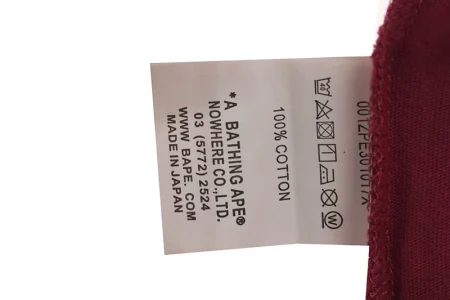 100% COTTON
*A BATHING APE®
NOWHERE CO.,LTD.
03 (5772) 2524
WWW.BAPE.COM
MADE IN JAPAN